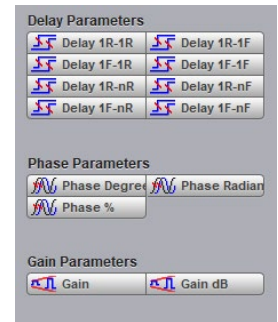 Delay Parameters
Delay 1R-1R Delay 1R-1F
Delay 1F-1R Delay 1F-1F
Delay 1R-nR Delay 1R-nF
Delay 1F-nR Delay 1F-nF
Phase Parameters
Phase Degree Phase Radian
Phase %
Gain Parameters
Gain Gain dB